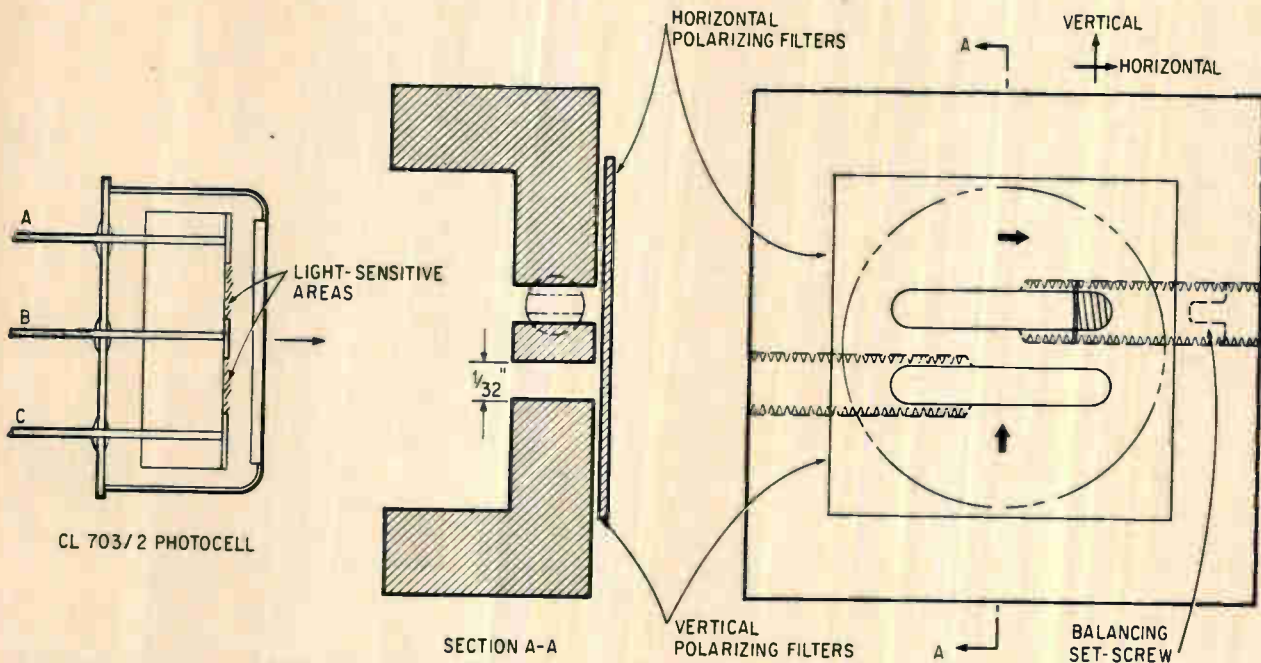 HORIZONTAL
POLARIZING FILTERS
A
VERTICAL
HORIZONTAL
A
B
C
LIGHT-SENSITIVE
AREAS
1/32"
CL 703/2 PHOTOCELL
SECTION A-A
VERTICAL
POLARIZING FILTERS
A
BALANCING
SET-SCREW